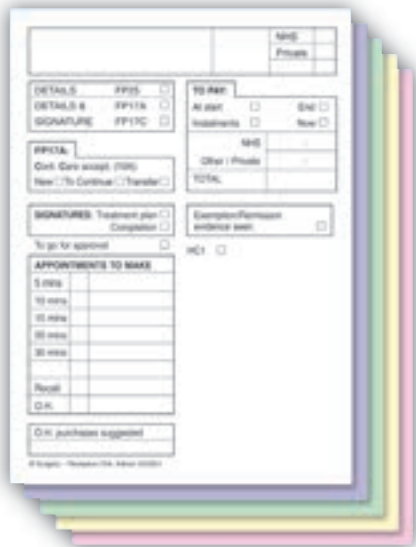 NHS
Private
DETAILS FP25
DETAILS & FP17A
SIGNATURE FP17C
TO PAY:
At start End
Instalments Now
NHS
Other / Private
TOTAL
FP17A:
Cont. Care accept. (10A)
New To Continue Transfer
SIGNATURES: Treatment plan
Completion
To go for approval
Exemption/Remission
evidence seen
HC1
APPOINTMENTS TO MAKE
5 mins
10 mins
15 mins
20 mins
30 mins
Recall
O.H.
O.H. purchases suggested